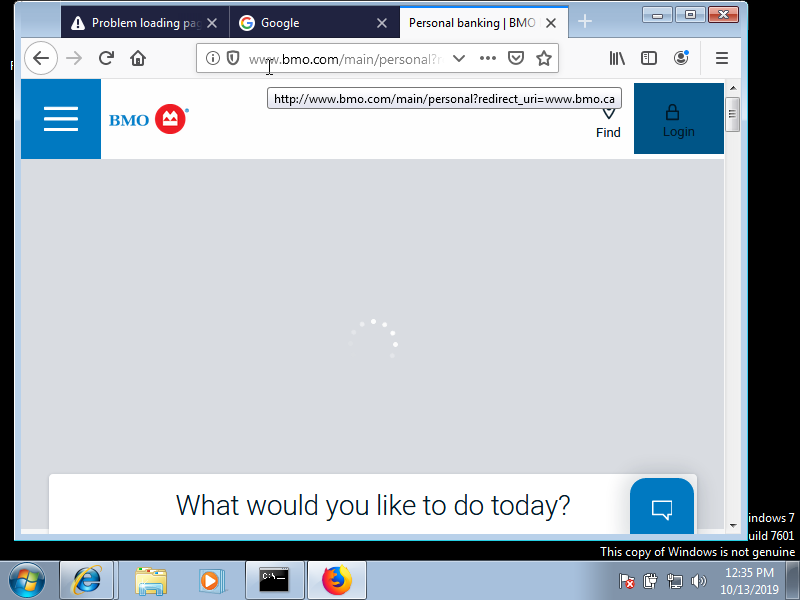 Problem loading pag
Google
Personal banking | BMO
www.bmo.com/main/personal?r
http://www.bmo.com/main/personal?redirect_uri=www.bmo.ca
BMO
Find
Login
What would you like to do today?
indows 7
uild 7601
This copy of Windows is not genuine
C:\_
12:35 PM
10/13/2019